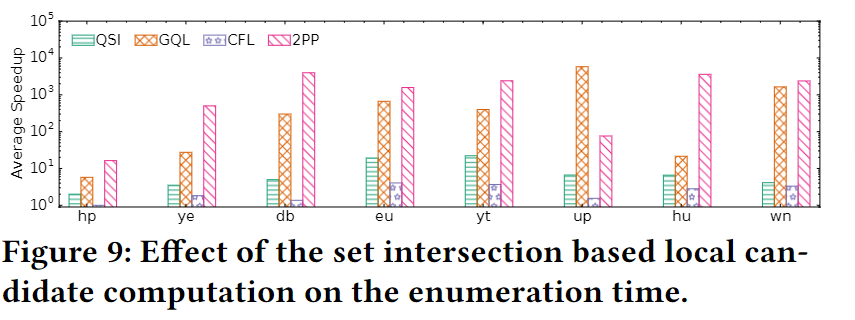 10^5
QSI GQL CFL 2PP
10^4
10^3
10^2
10^1
10^0
Average Speedup
hp ye db eu yt up hu wn
Figure 9: Effect of the set intersection based local can-
didate computation on the enumeration time.